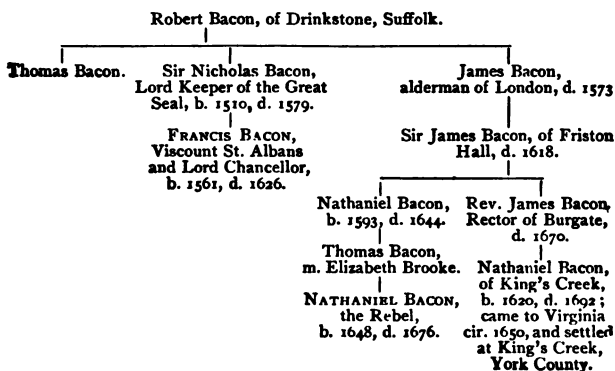 Robert Bacon, of Drinkstone, Suffolk.
Thomas Bacon.
Sir Nicholas Bacon,
Lord Keeper of the Great
Seal, b. 1510, d. 1579.
James Bacon,
alderman of London, d. 1573
FRANCIS BACON,
Viscount St. Albans
and Lord Chancellor,
b. 1561, d. 1626.
Sir James Bacon, of Friston
Hall, d. 1618.
Nathaniel Bacon,
b. 1593, d. 1644.
Rev. James Bacon,
Rector of Burgate,
d. 1670.
Thomas Bacon,
m. Elizabeth Brooke.
NATHANIEL BACON,
the Rebel,
b. 1648, d. 1676.
Nathaniel Bacon,
of King's Creek,
b. 1620, d. 1692;
came to Virginia
cir. 1650, and settled
at King's Creek,
York County.